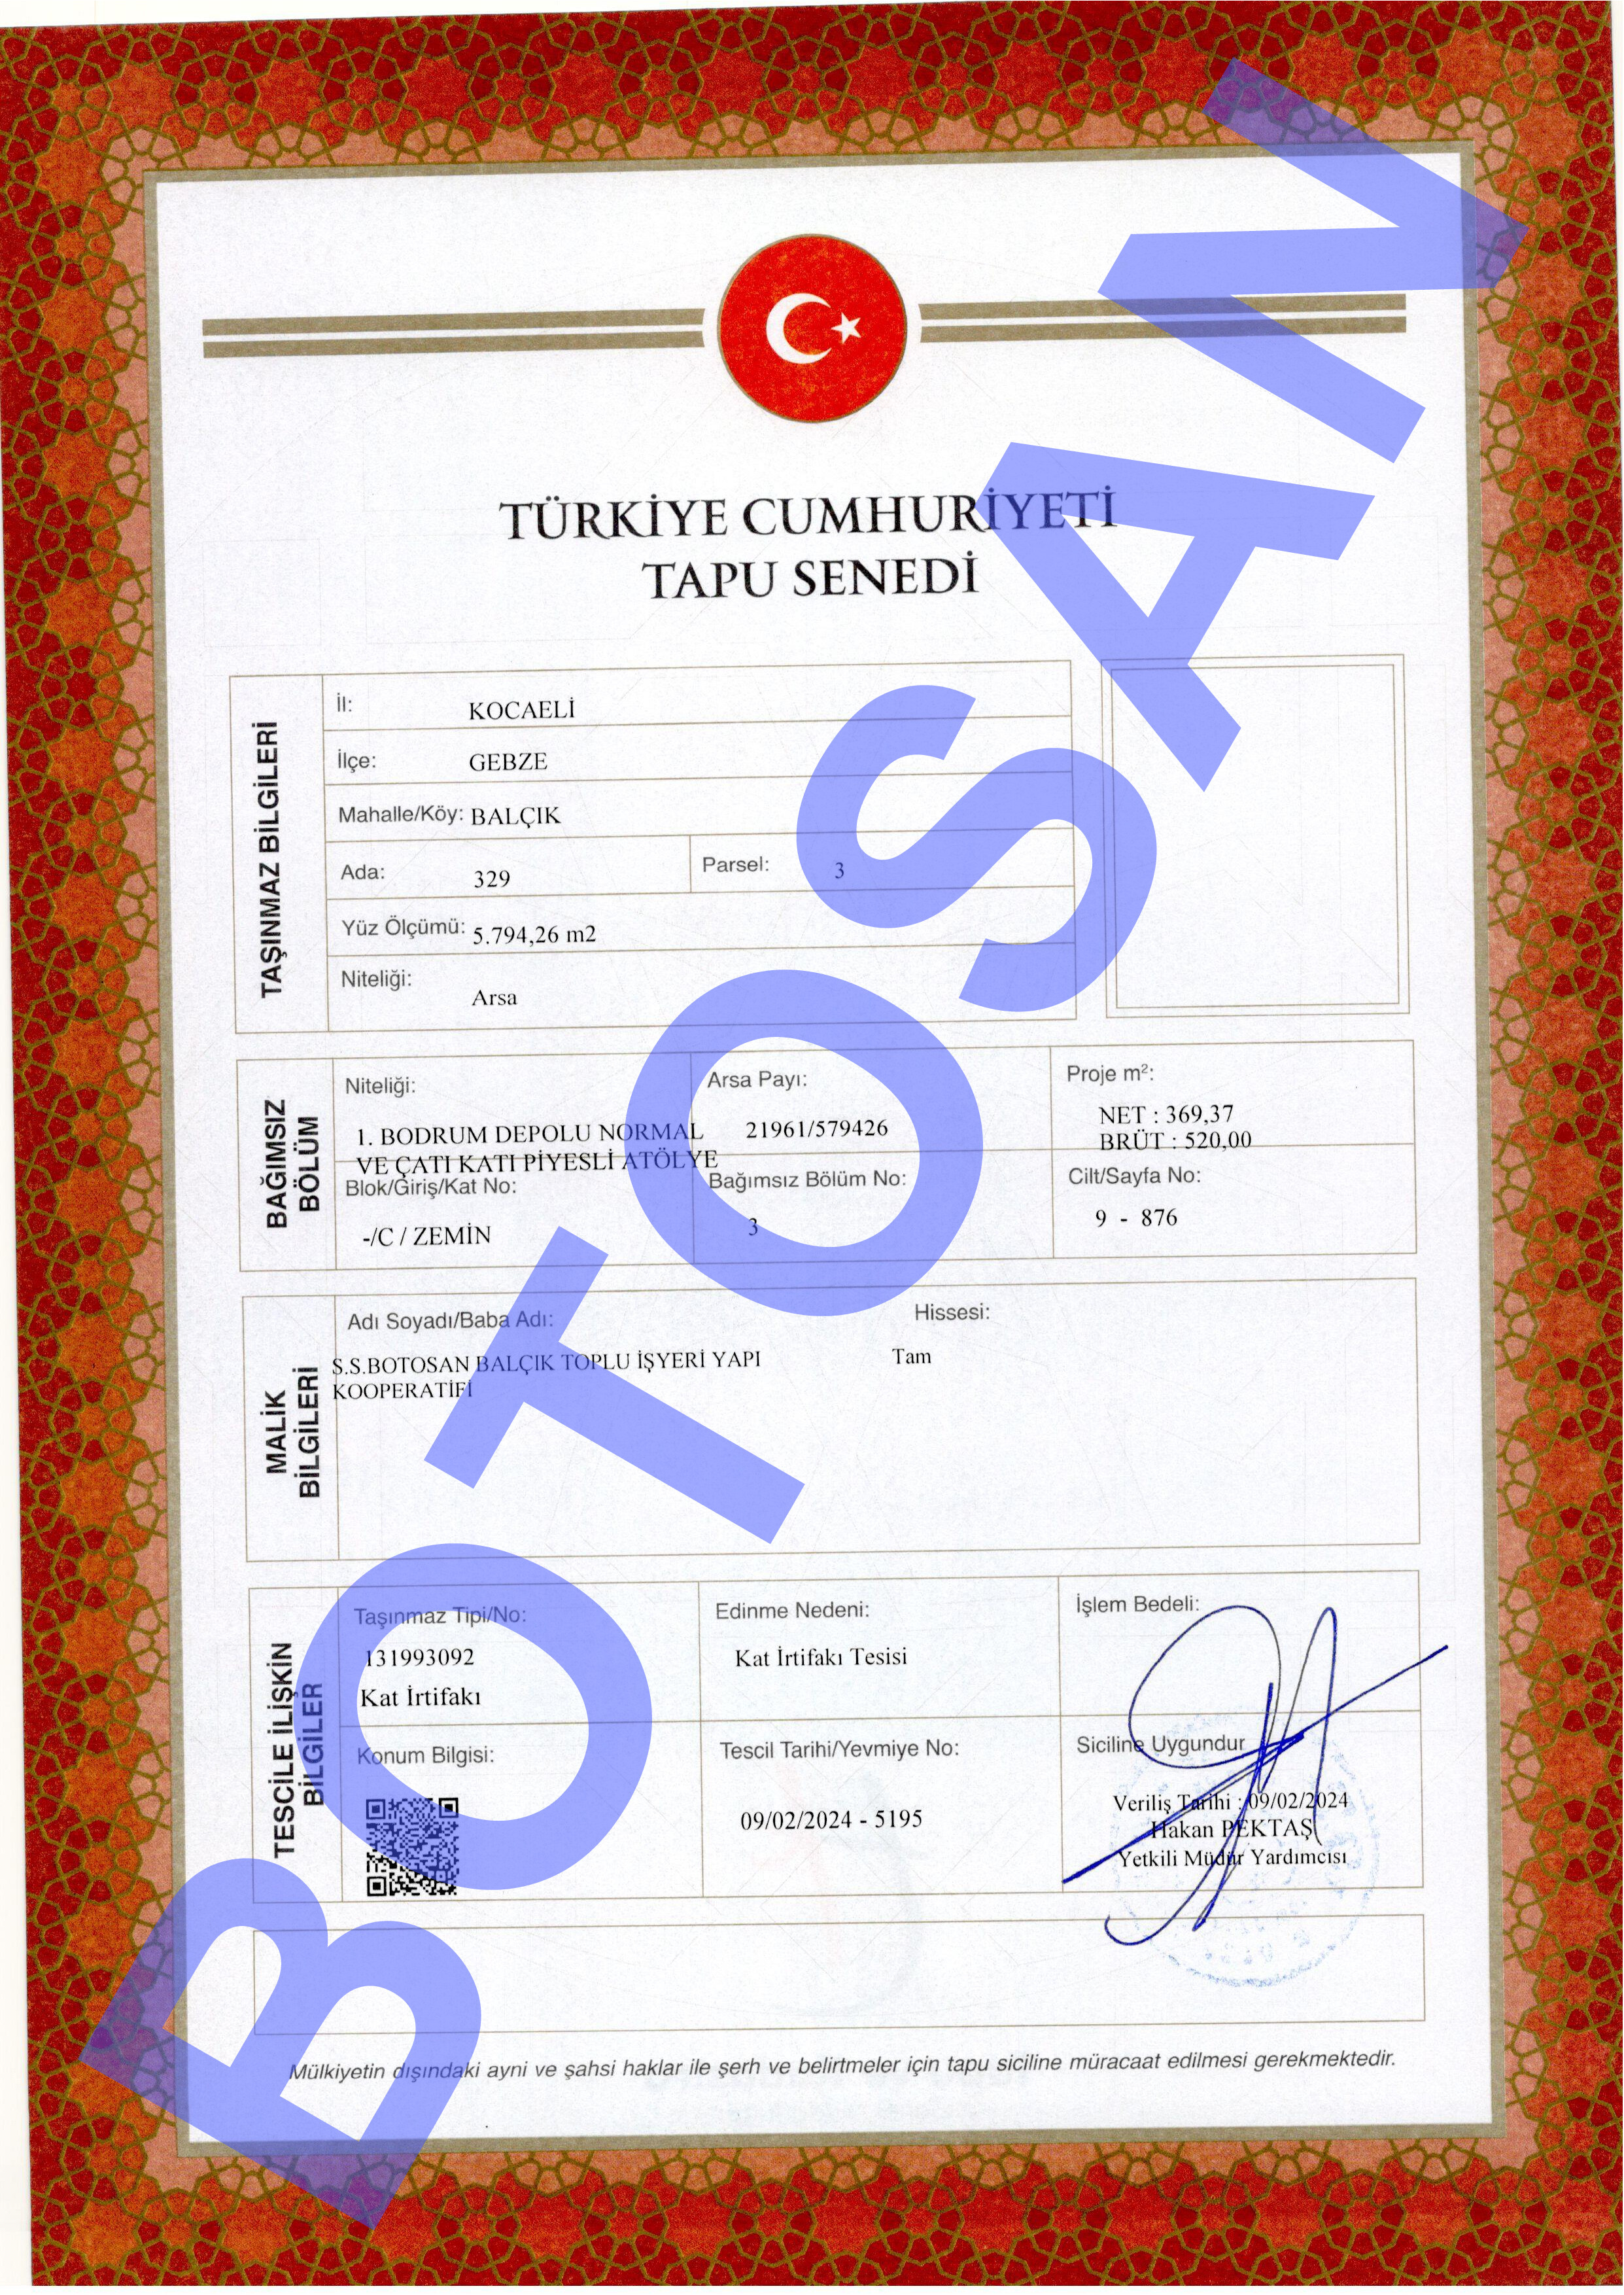 TÜRKİYE CUMHURİYETİ
TAPU SENEDİ
TAŞINMAZ BİLGİLERİ
İl: KOCAELİ
İlçe: GEBZE
Mahalle/Köy: BALÇIK
Ada: 329 Parsel: 3
Yüz Ölçümü: 5.794,26 m2
Niteliği: Arsa
BAĞIMSIZ
BÖLÜM
Niteliği:
1. BODRUM DEPOLU NORMAL
VE ÇATI KATI PİYESLİ ATÖLYE
Arsa Payı:
21961/579426
Proje m²:
NET : 369,37
BRÜT : 520,00
Blok/Giriş/Kat No:
-/C / ZEMİN
Bağımsız Bölüm No:
3
Cilt/Sayfa No:
9 - 876
MALİK
BİLGİLERİ
Adı Soyadı/Baba Adı:
S.S.BOTOSAN BALÇIK TOPLU İŞYERİ YAPI
KOOPERATİFİ
Hissesi:
Tam
TESCİLE İLİŞKİN
BİLGİLER
Taşınmaz Tipi/No:
131993092
Kat İrtifakı
Edinme Nedeni:
Kat İrtifakı Tesisi
İşlem Bedeli:
Konum Bilgisi:
Tescil Tarihi/Yevmiye No:
09/02/2024 - 5195
Siciline Uygundur
Veriliş Tarihi : 09/02/2024
Hakan PEKTAŞ
Yetkili Müdür Yardımcısı
Mülkiyetin dışındaki ayni ve şahsi haklar ile şerh ve belirtmeler için tapu siciline müracaat edilmesi gerekmektedir.
BOTOSAN